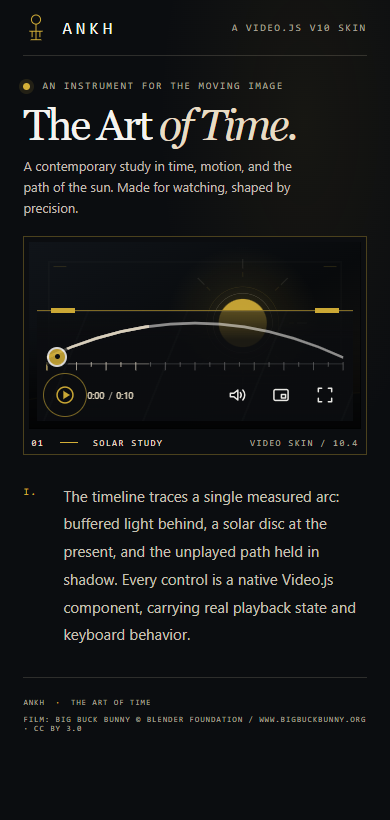 ANKH
A VIDEO.JS V10 SKIN
AN INSTRUMENT FOR THE MOVING IMAGE
The Art of Time.
A contemporary study in time, motion, and the
path of the sun. Made for watching, shaped by
precision.
0:00 / 0:10
01 — SOLAR STUDY
VIDEO SKIN / 10.4
I.
The timeline traces a single measured arc:
buffered light behind, a solar disc at the
present, and the unplayed path held in
shadow. Every control is a native Video.js
component, carrying real playback state and
keyboard behavior.
ANKH · THE ART OF TIME
FILM: BIG BUCK BUNNY © BLENDER FOUNDATION / WWW.BIGBUCKBUNNY.ORG
· CC BY 3.0